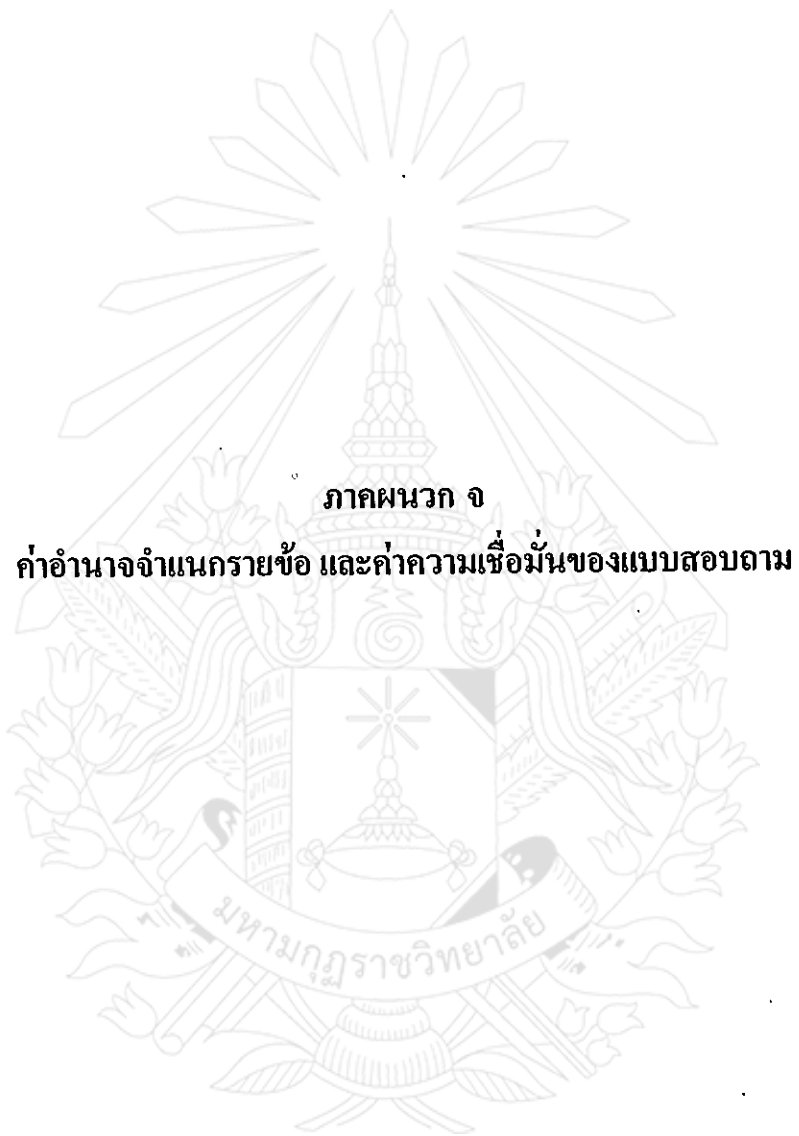 ภาคผนวก จ
ค่าอำนาจจำแนกรายข้อ และค่าความเชื่อมั่นของแบบสอบถาม
มหามกุฏราชวิทยาลัย